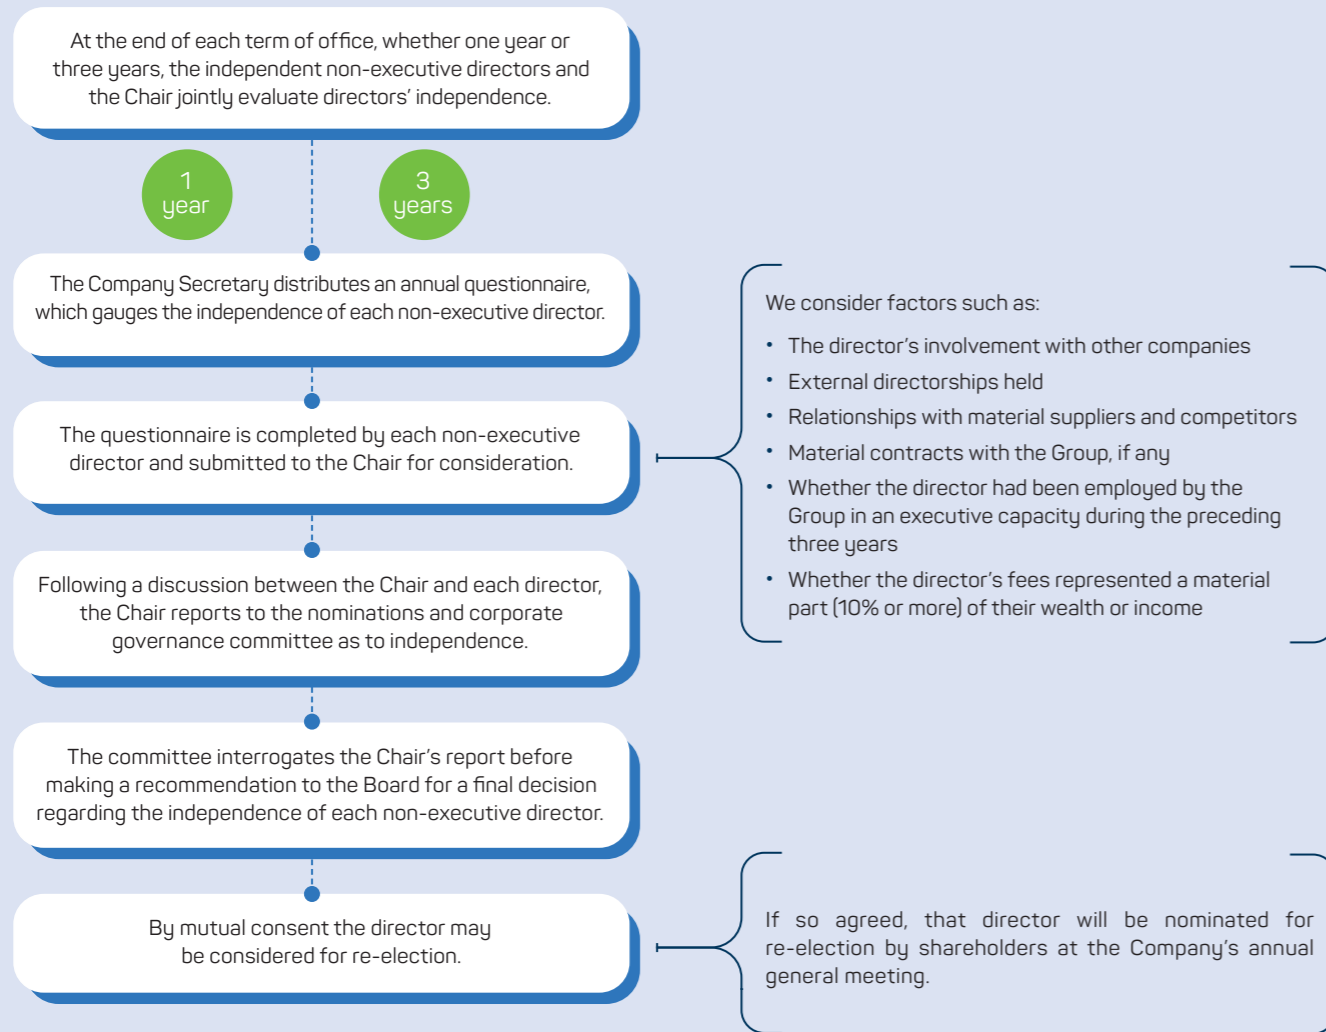 At the end of each term of office, whether one year or
three years, the independent non-executive directors and
the Chair jointly evaluate directors’ independence.
1
year
3
years
The Company Secretary distributes an annual questionnaire,
which gauges the independence of each non-executive director.
The questionnaire is completed by each non-executive
director and submitted to the Chair for consideration.
We consider factors such as:
• The director’s involvement with other companies
• External directorships held
• Relationships with material suppliers and competitors
• Material contracts with the Group, if any
• Whether the director had been employed by the
Group in an executive capacity during the preceding
three years
• Whether the director’s fees represented a material
part (10% or more) of their wealth or income
Following a discussion between the Chair and each director,
the Chair reports to the nominations and corporate
governance committee as to independence.
The committee interrogates the Chair’s report before
making a recommendation to the Board for a final decision
regarding the independence of each non-executive director.
By mutual consent the director may
be considered for re-election.
If so agreed, that director will be nominated for
re-election by shareholders at the Company’s annual
general meeting.